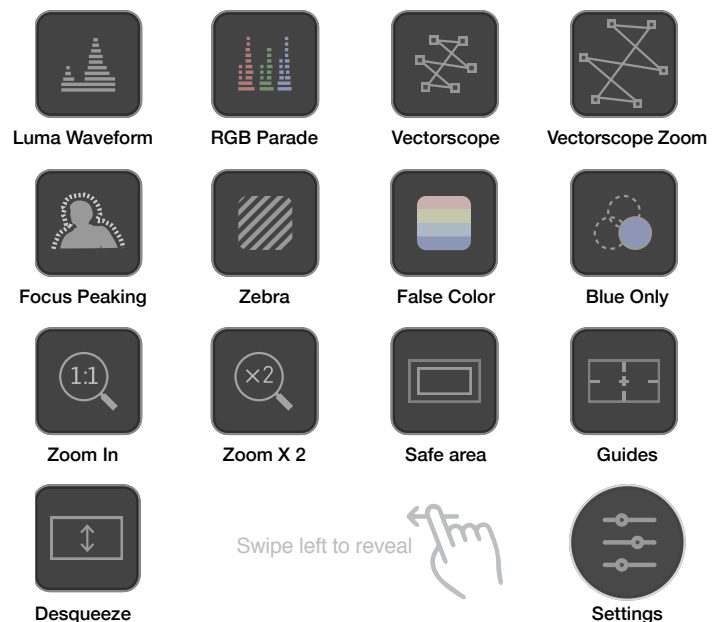 Luma Waveform
RGB Parade
Vectorscope
Vectorscope Zoom
Focus Peaking
Zebra
False Color
Blue Only
1:1
×2
Zoom In
Zoom X 2
Safe area
Guides
Swipe left to reveal
Desqueeze
Settings